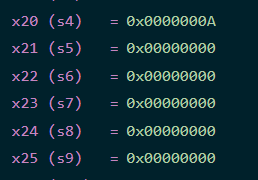 x20 (s4) = 0x0000000A
x21 (s5) = 0x00000000
x22 (s6) = 0x00000000
x23 (s7) = 0x00000000
x24 (s8) = 0x00000000
x25 (s9) = 0x00000000